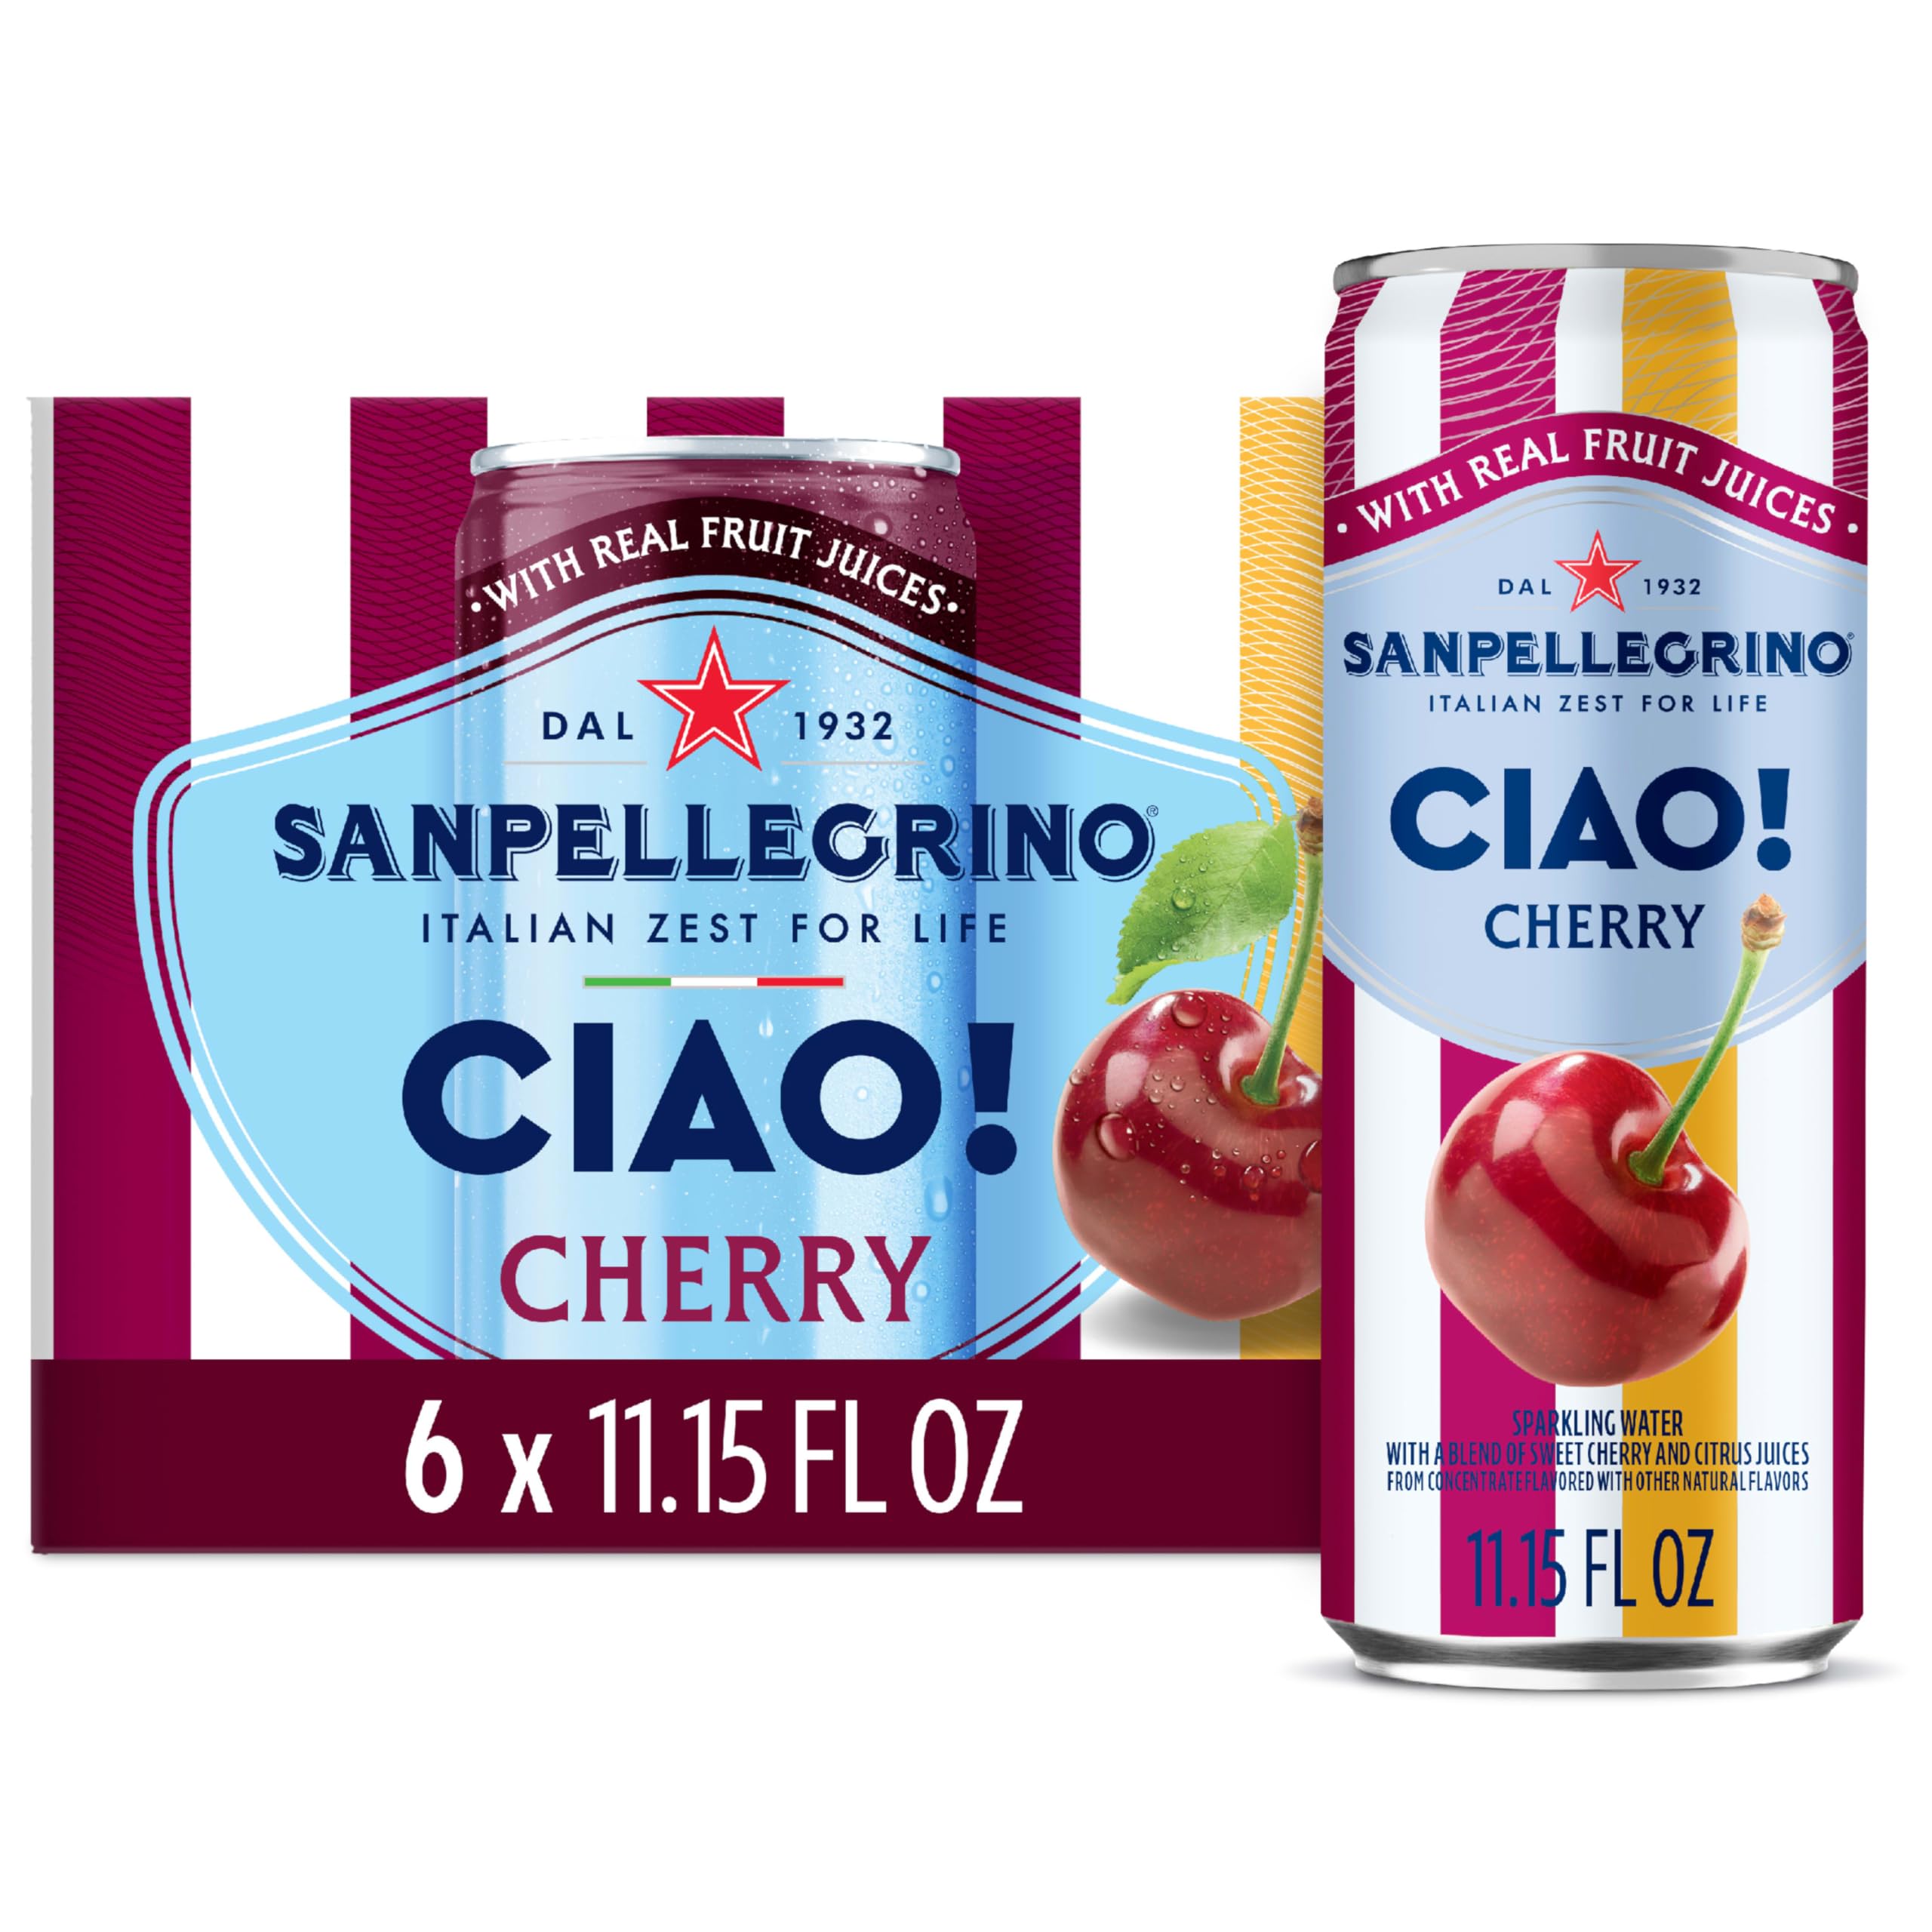 • WITH REAL FRUIT JUICES •
DAL 1932
SANPELLEGRINO®
ITALIAN ZEST FOR LIFE
CIAO!
CHERRY
6 x 11.15 FL OZ
• WITH REAL FRUIT JUICES •
DAL 1932
SANPELLEGRINO®
ITALIAN ZEST FOR LIFE
CIAO!
CHERRY
SPARKLING WATER
WITH A BLEND OF SWEET CHERRY AND CITRUS JUICES
FROM CONCENTRATE FLAVORED WITH OTHER NATURAL FLAVORS
11.15 FL OZ